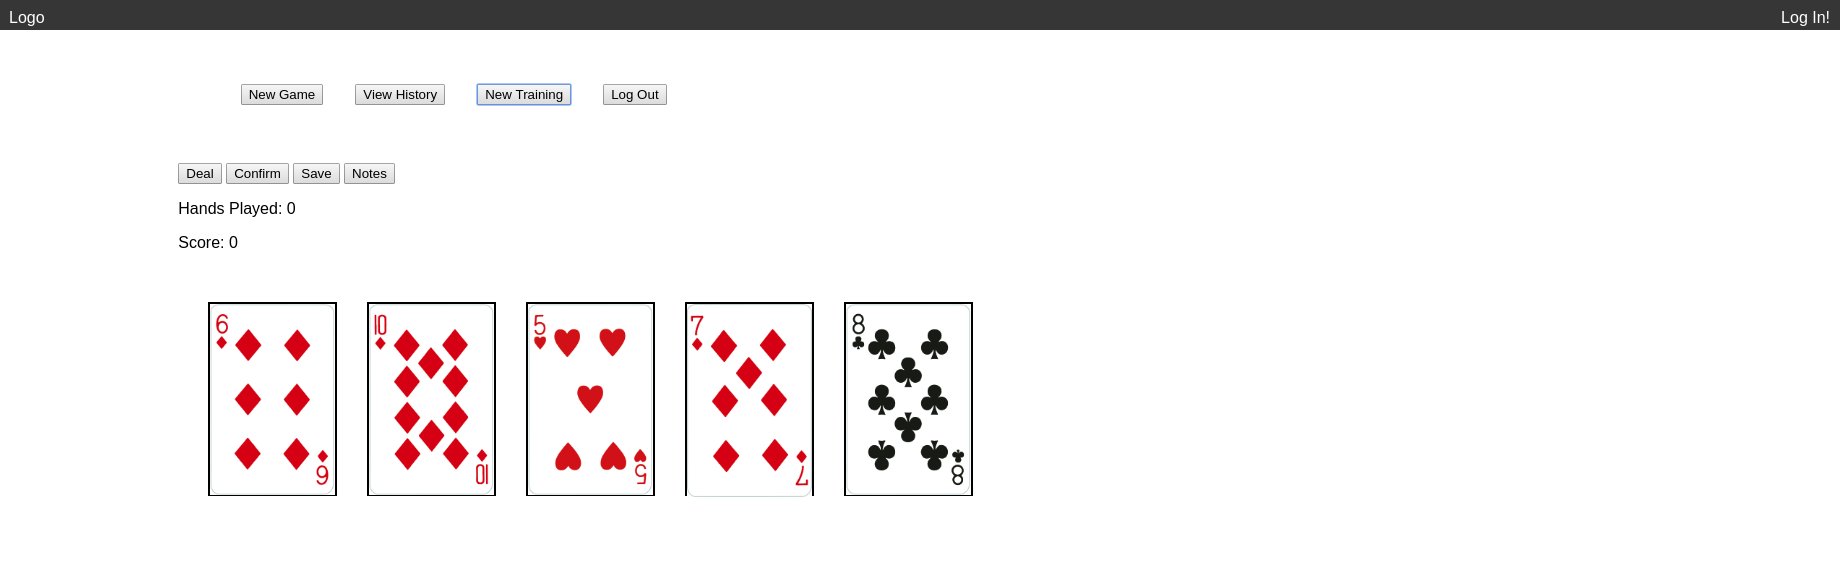 Logo Log In!
New Game View History New Training Log Out
Deal Confirm Save Notes
Hands Played: 0
Score: 0
6 10 5 7 8
6 10 5 7 8